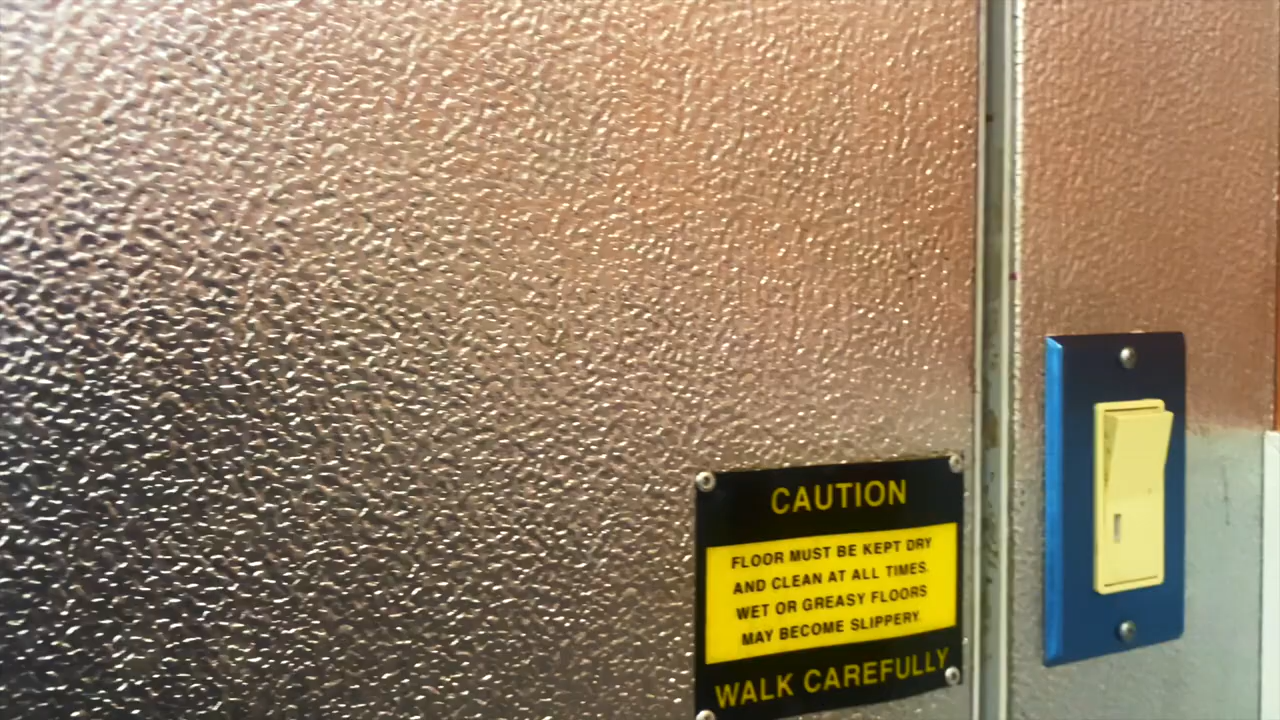 CAUTION
FLOOR MUST BE KEPT DRY
AND CLEAN AT ALL TIMES.
WET OR GREASY FLOORS
MAY BECOME SLIPPERY.
WALK CAREFULLY